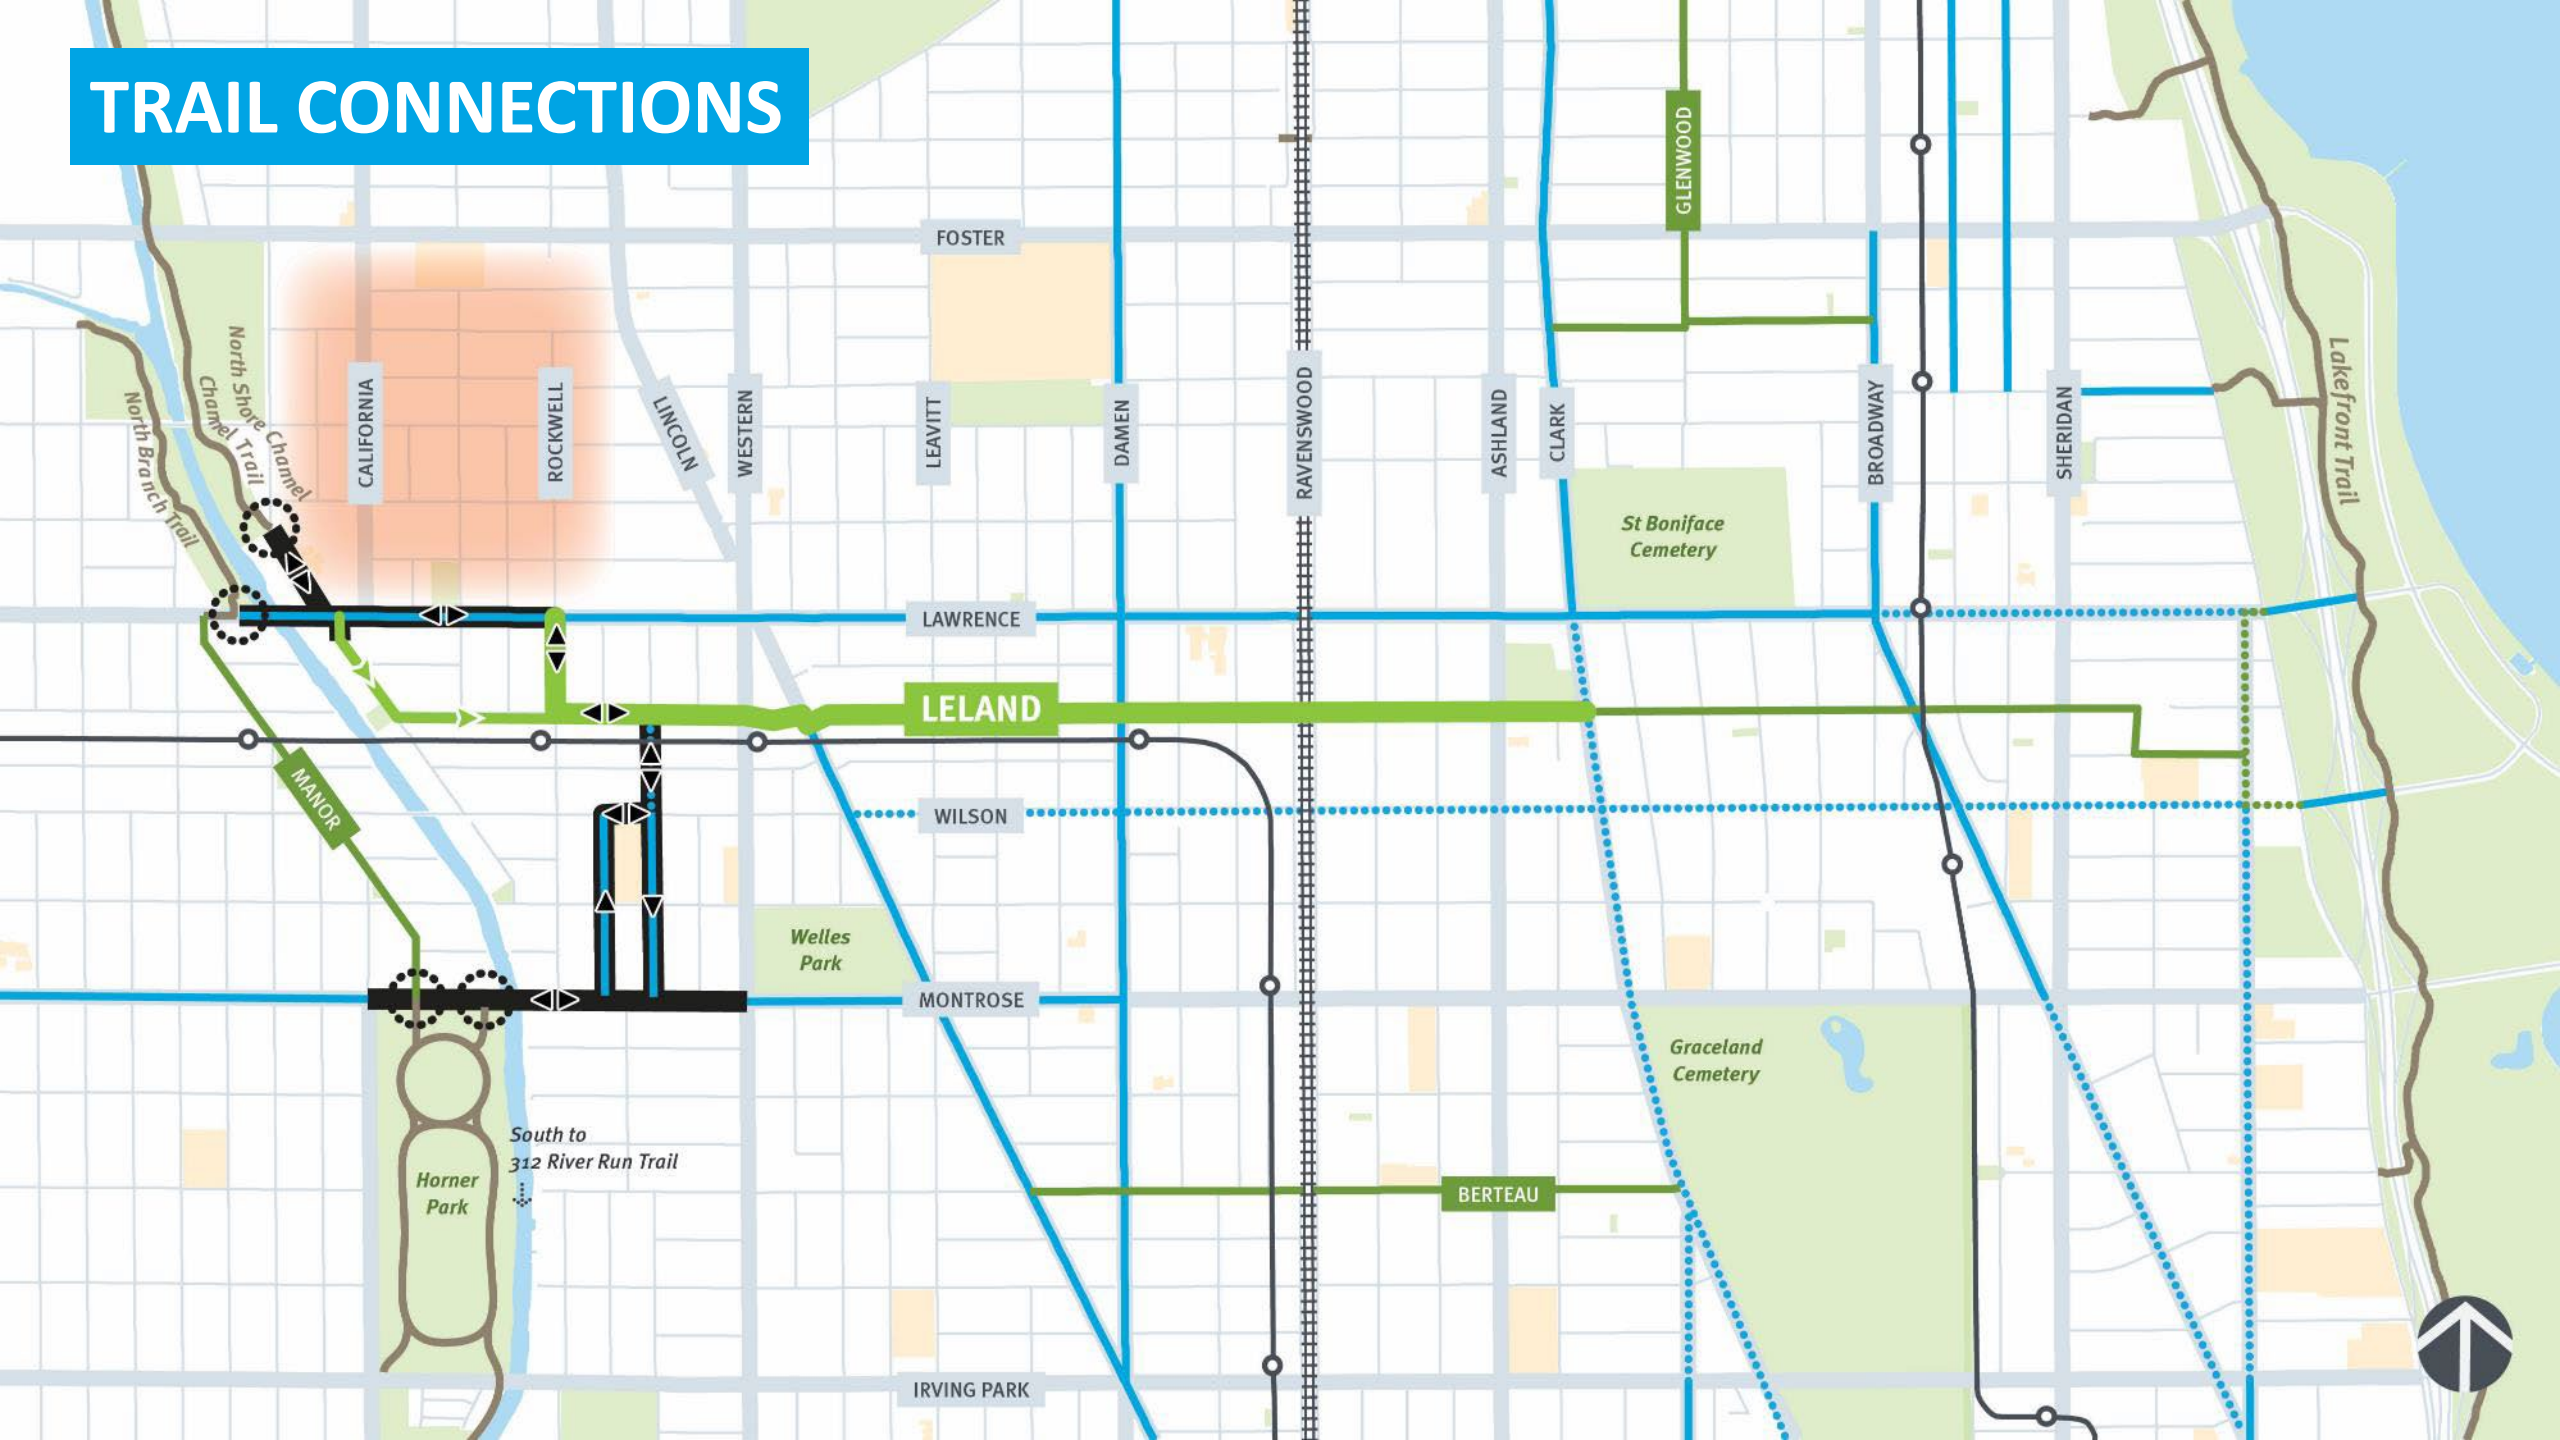 TRAIL CONNECTIONS
GLENWOOD
FOSTER
North Shore Channel
Channel Trail
North Branch Trail
CALIFORNIA
ROCKWELL
LINCOLN
WESTERN
LEAVITT
DAMEN
RAVENSWOOD
ASHLAND
CLARK
BROADWAY
SHERIDAN
Lakefront Trail
St Boniface
Cemetery
LAWRENCE
LELAND
MANOR
WILSON
Welles
Park
MONTROSE
Graceland
Cemetery
South to
312 River Run Trail
Horner
Park
BERTEAU
IRVING PARK